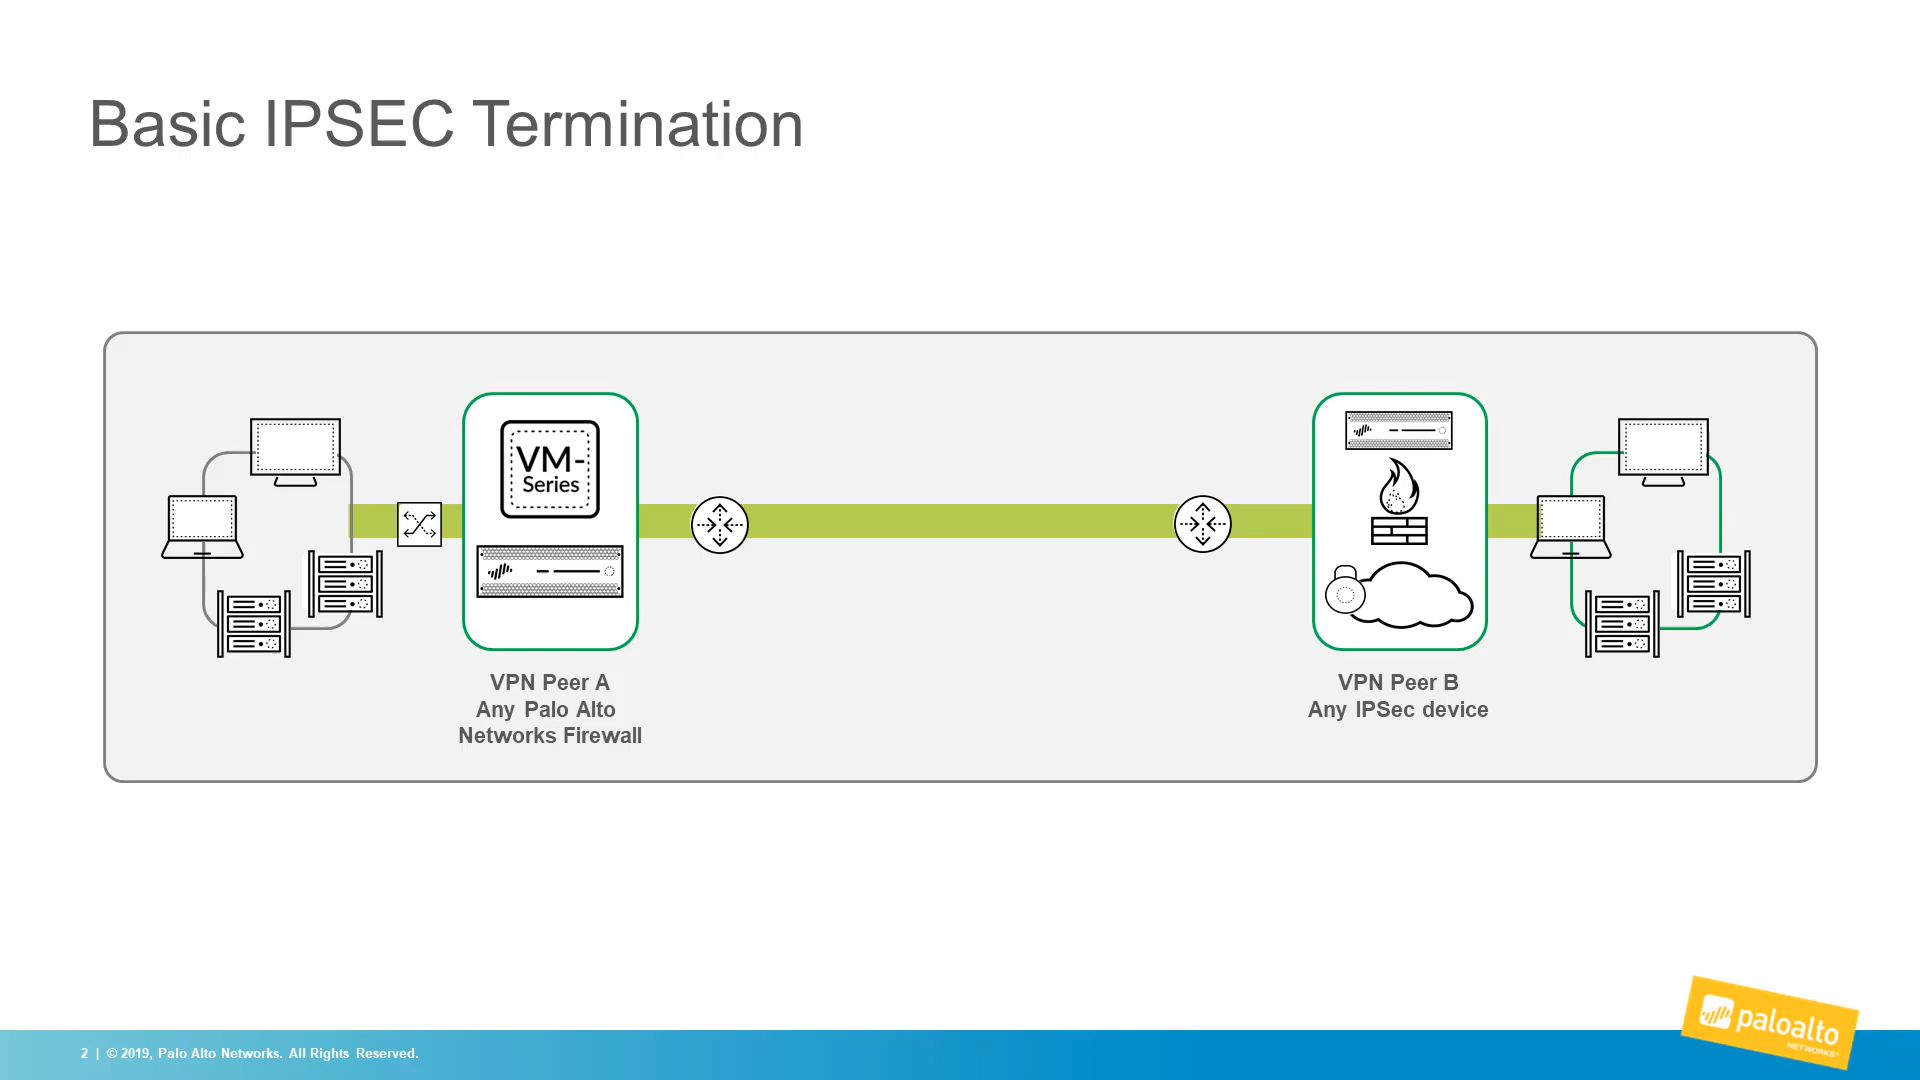 Basic IPSEC Termination
VM-
Series
VPN Peer A
Any Palo Alto
Networks Firewall
VPN Peer B
Any IPSec device
2 | © 2019, Palo Alto Networks. All Rights Reserved.
paloalto
NETWORKS®